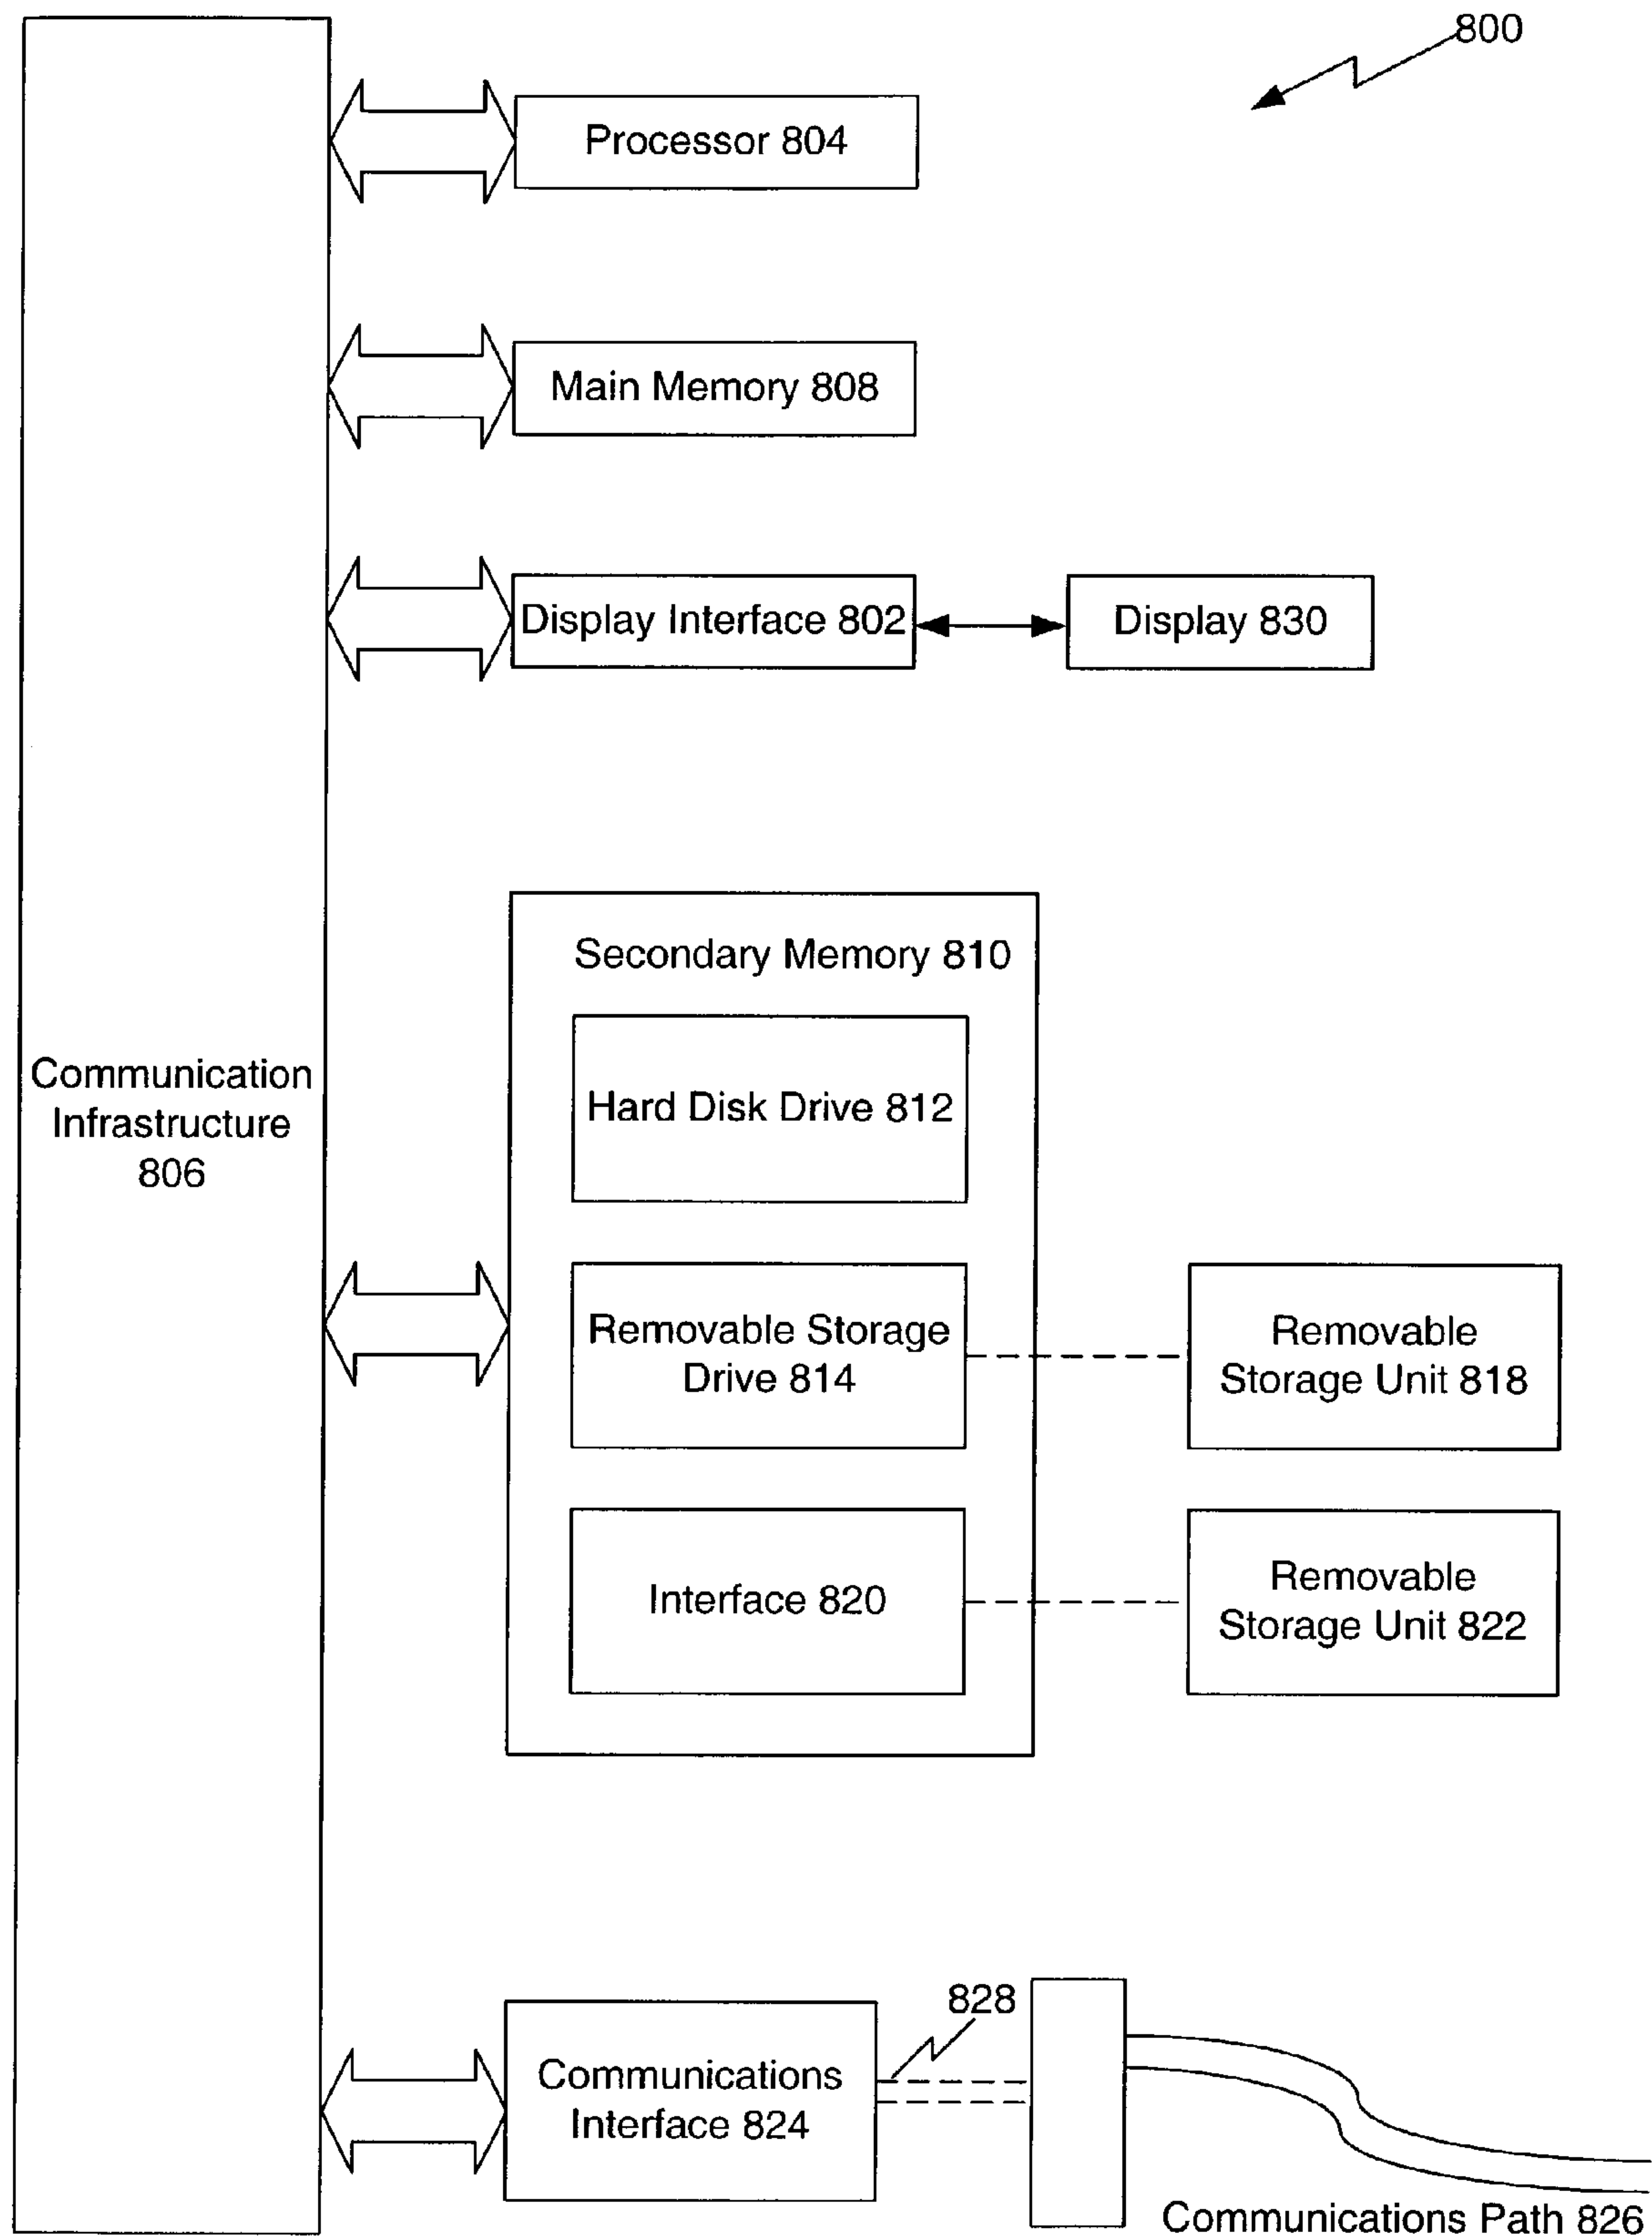 800
Processor 804
Main Memory 808
Display Interface 802
Display 830
Secondary Memory 810
Hard Disk Drive 812
Communication
Infrastructure
806
Removable Storage
Drive 814
Removable
Storage Unit 818
Interface 820
Removable
Storage Unit 822
828
Communications
Interface 824
Communications Path 826